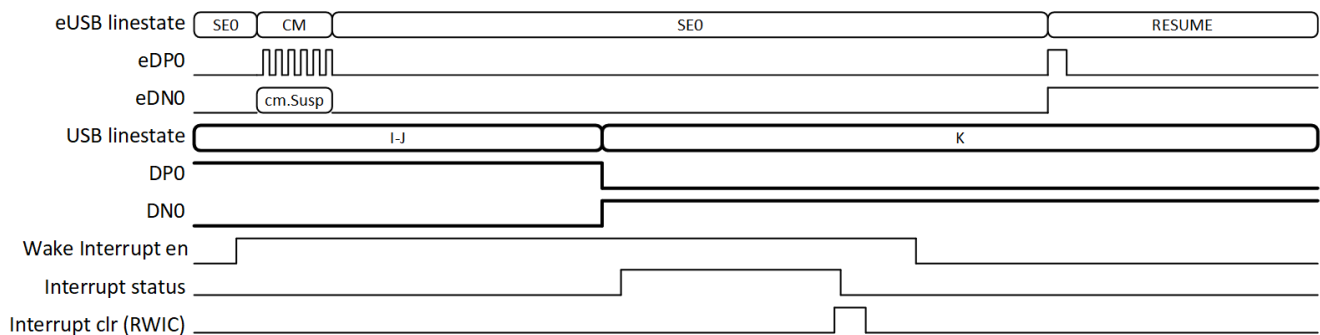 eUSB linestate SE0 CM SE0 RESUME
eDP0
eDN0 cm.Susp
USB linestate I-J K
DP0
DN0
Wake Interrupt en
Interrupt status
Interrupt clr (RWIC)